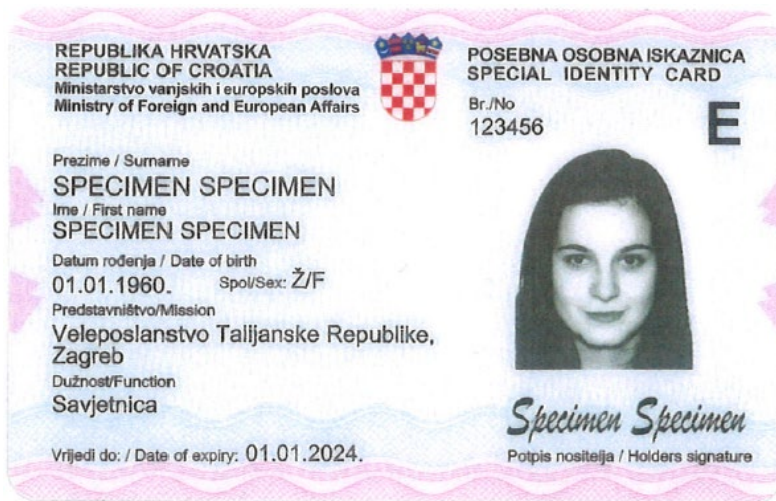 REPUBLIKA HRVATSKA
REPUBLIC OF CROATIA
Ministarstvo vanjskih i europskih poslova
Ministry of Foreign and European Affairs
POSEBNA OSOBNA ISKAZNICA
SPECIAL IDENTITY CARD
Br./No
123456
E
Prezime / Surname
SPECIMEN SPECIMEN
Ime / First name
SPECIMEN SPECIMEN
Datum rođenja / Date of birth
01.01.1960.
Spol/Sex: Ž/F
Predstavništvo/Mission
Veleposlanstvo Talijanske Republike,
Zagreb
Dužnost/Function
Savjetnica
Vrijedi do: / Date of expiry: 01.01.2024.
Specimen Specimen
Potpis nositelja / Holders signature